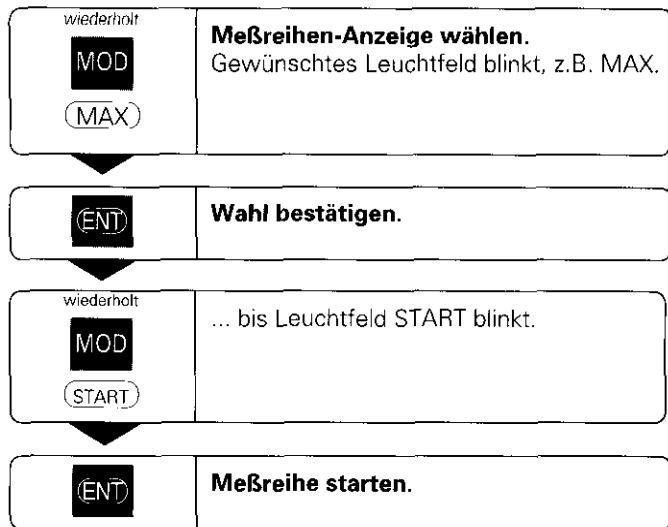 wiederholt
MOD
MAX
Meßreihen-Anzeige wählen.
Gewünschtes Leuchtfeld blinkt, z.B. MAX.
ENT
Wahl bestätigen.
wiederholt
MOD
START
... bis Leuchtfeld START blinkt.
ENT
Meßreihe starten.